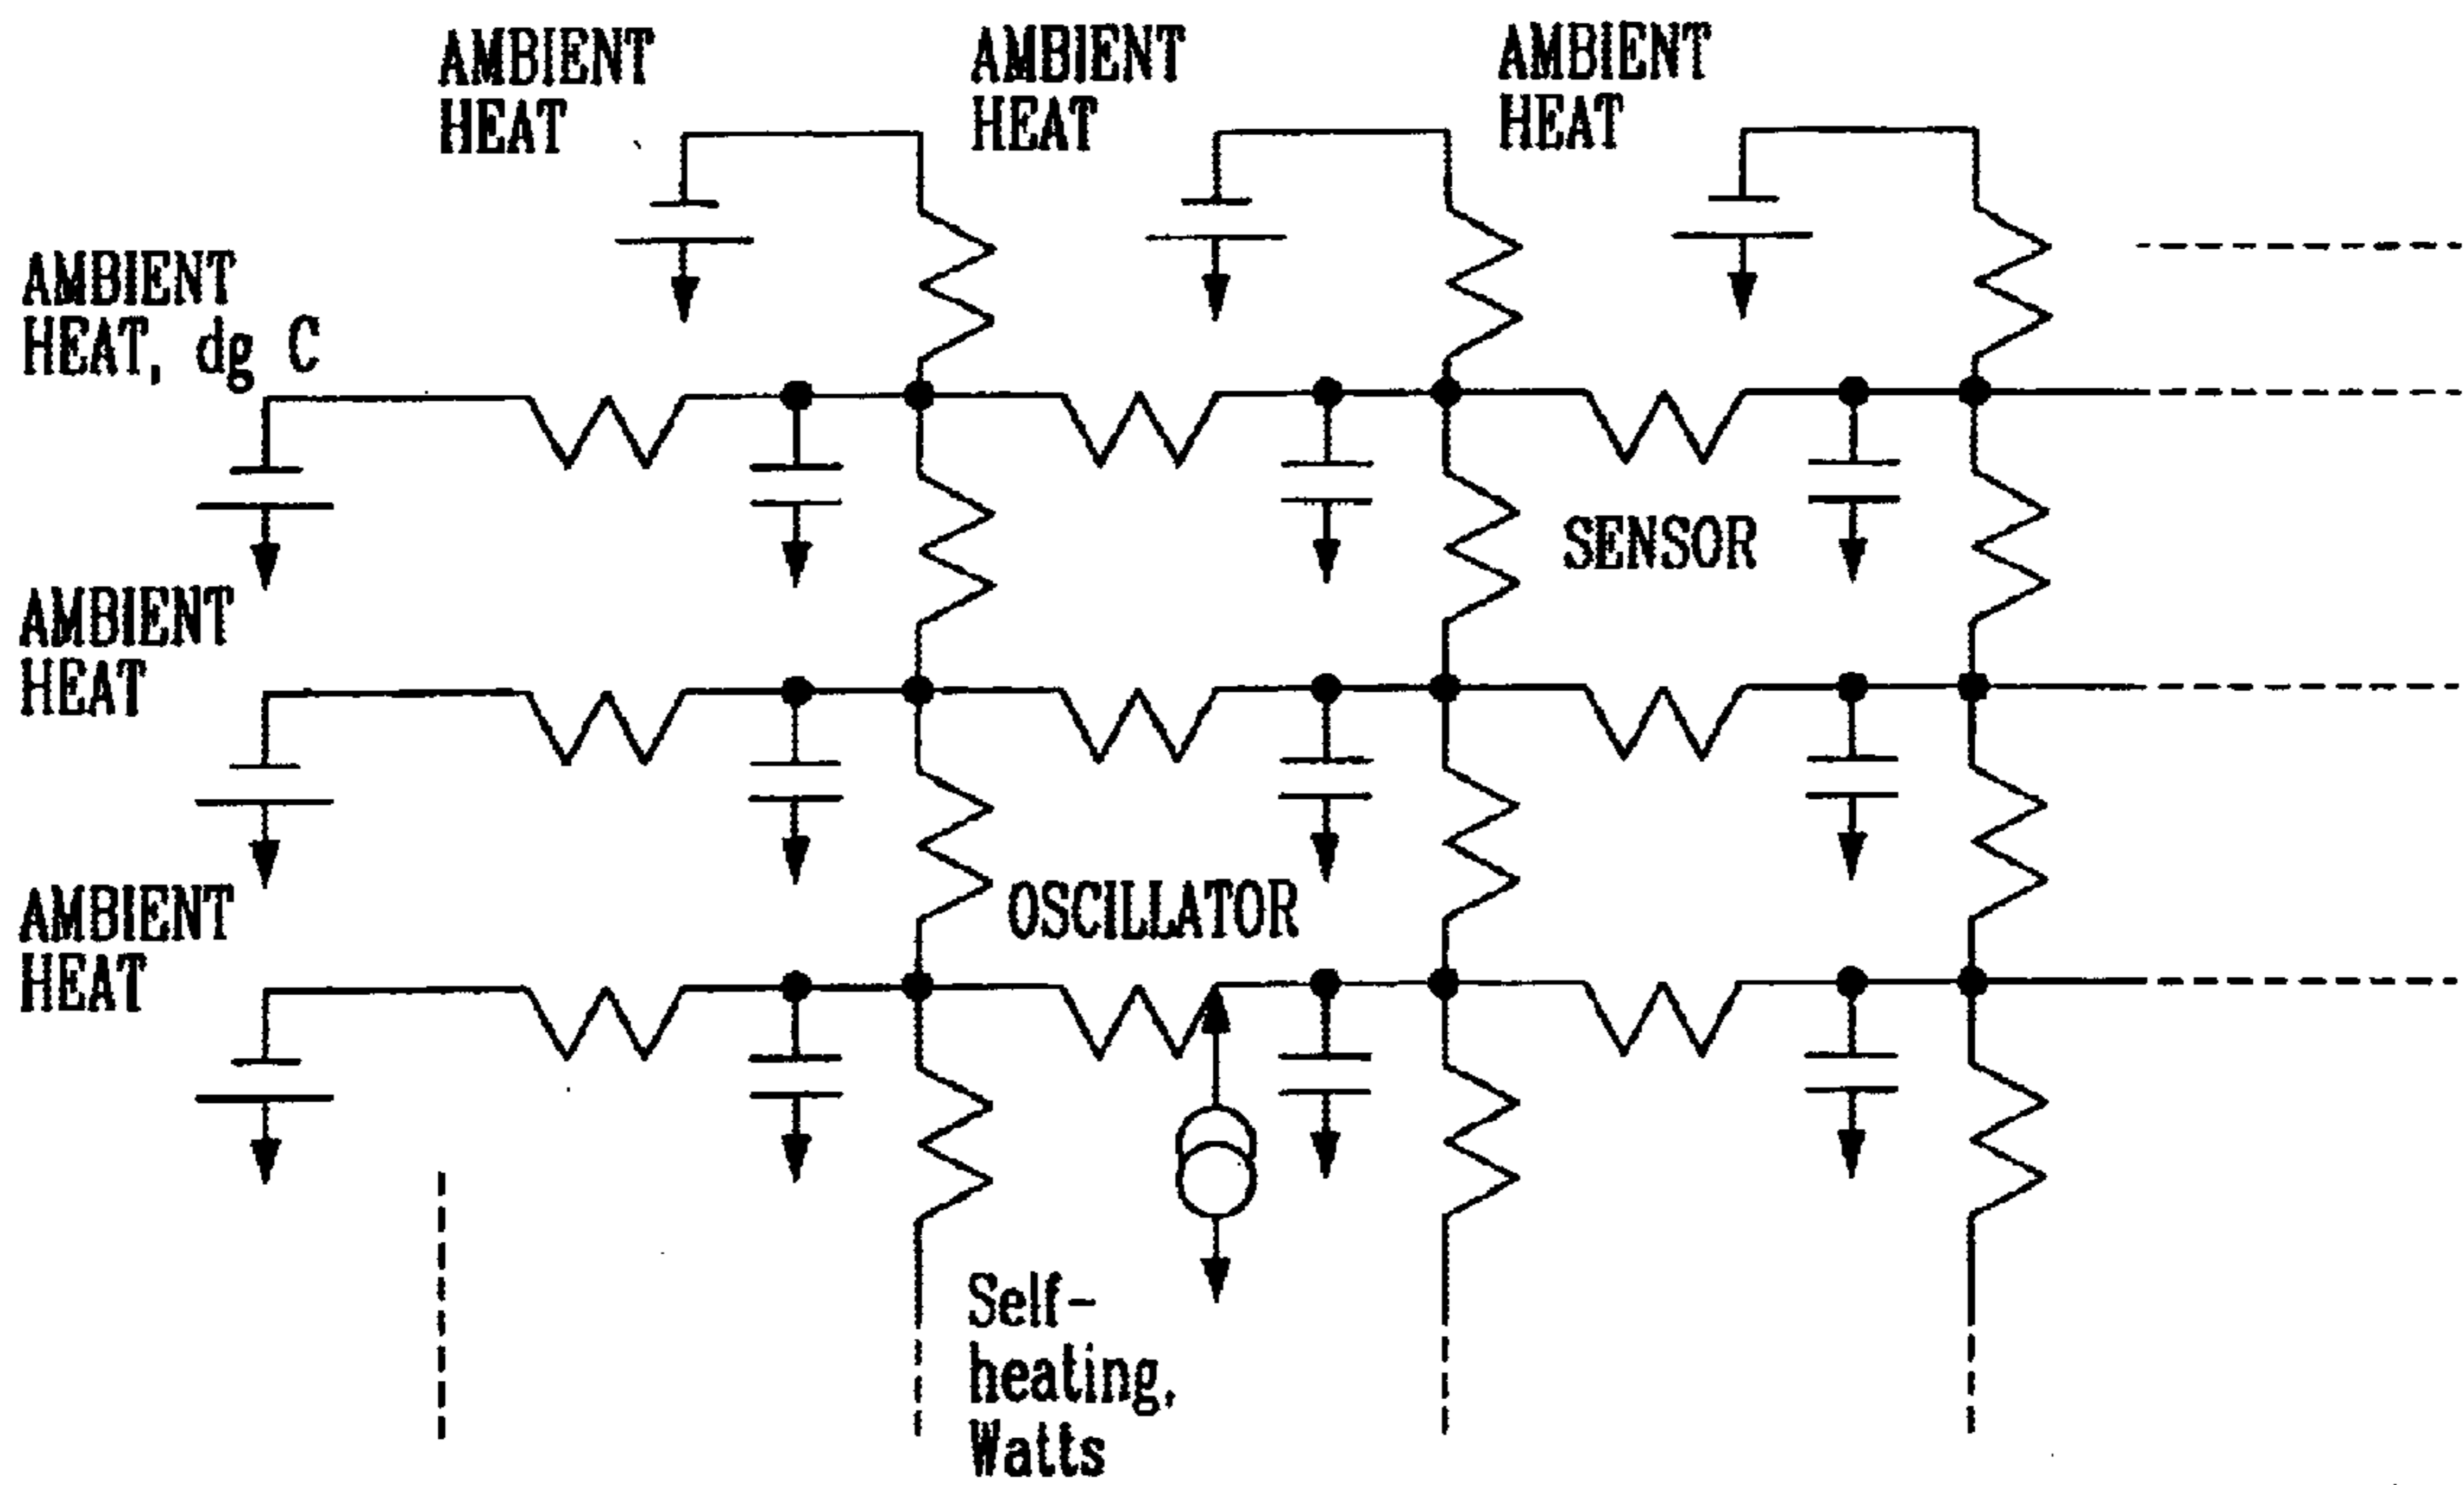 AMBIENT
HEAT
AMBIENT
HEAT
AMBIENT
HEAT
AMBIENT
HEAT, dg C
SENSOR
AMBIENT
HEAT
OSCILLATOR
AMBIENT
HEAT
Self-
heating,
Watts